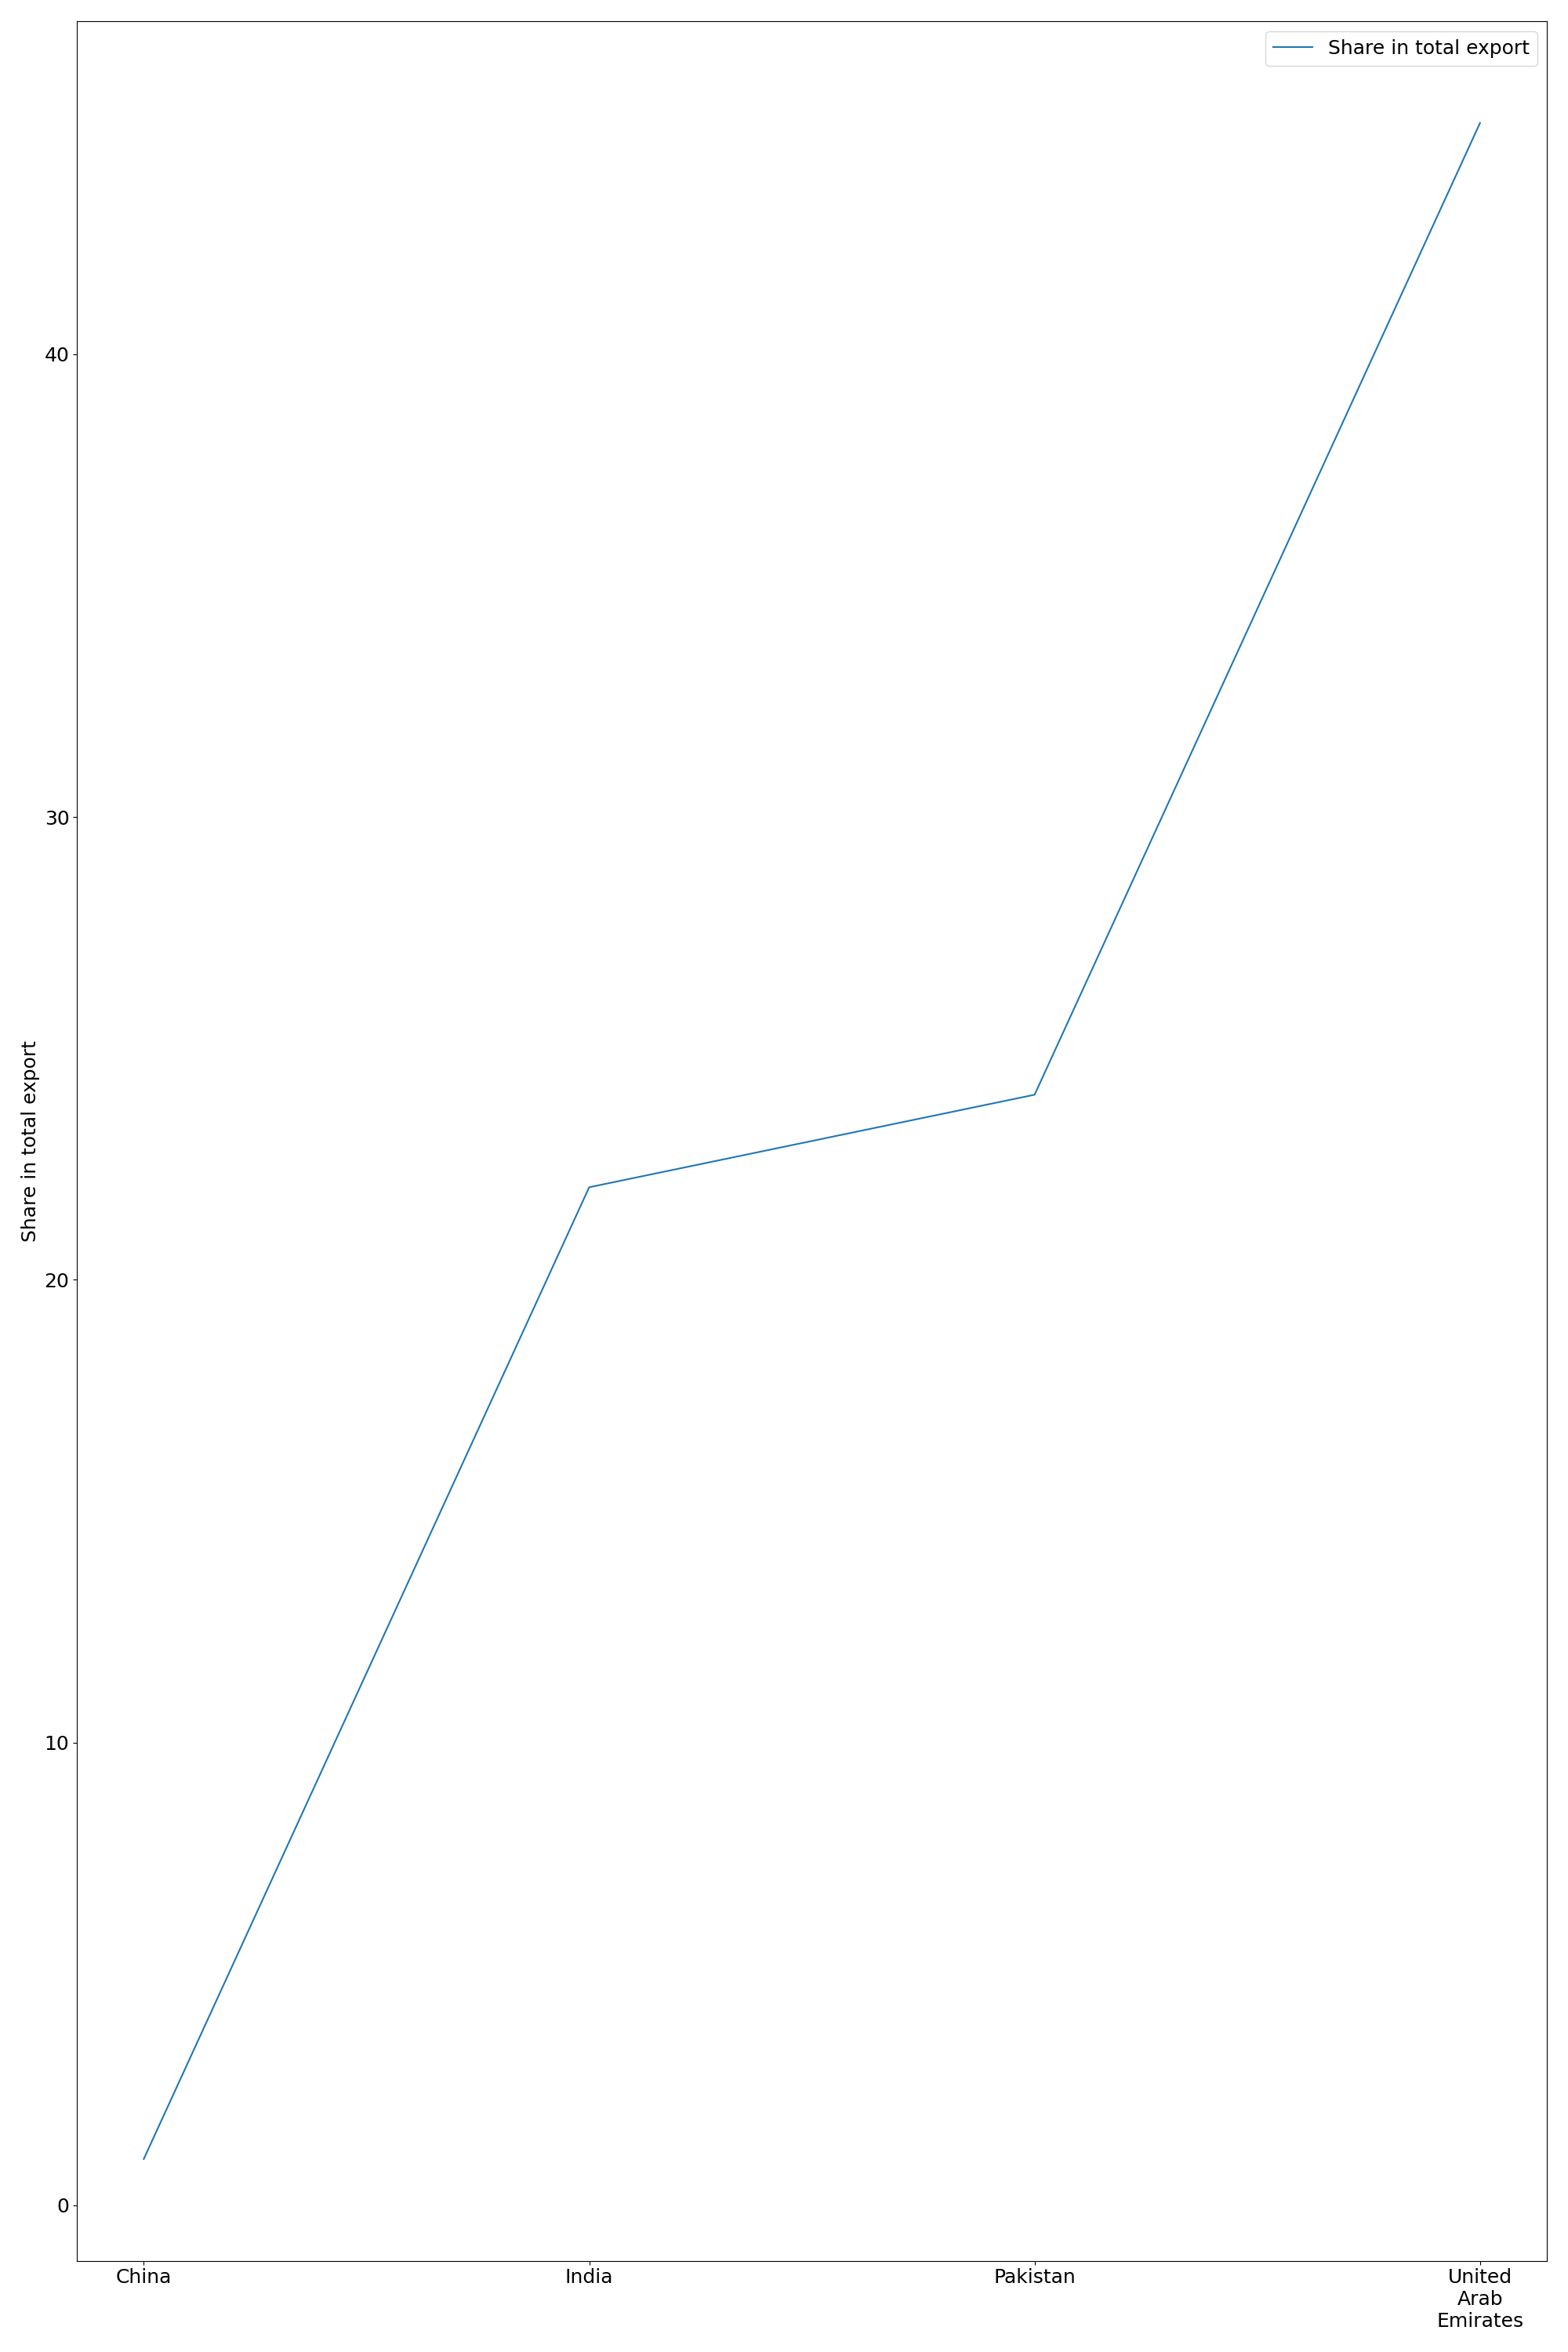 Share in total export
40
30
20
10
0
Share in total export
China
India
Pakistan
United
Arab
Emirates